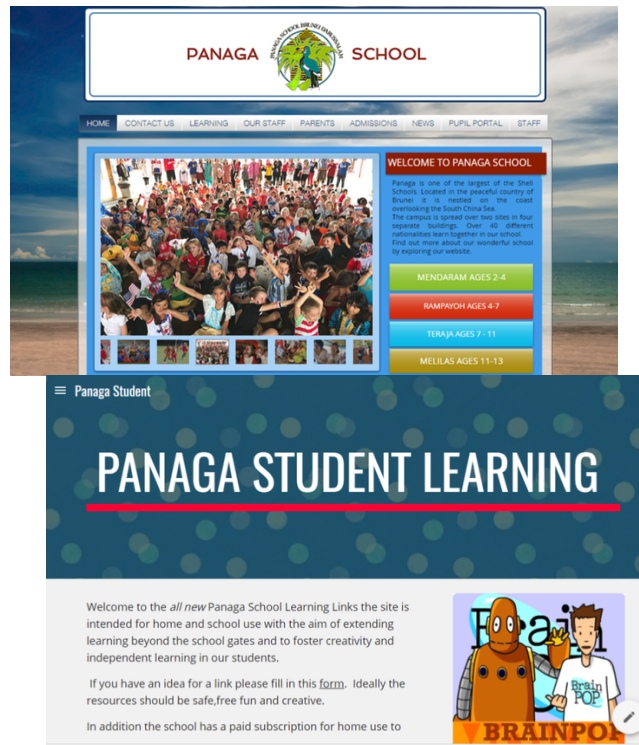 PANAGA SCHOOL
PANAGA SCHOOL BRUNEI DARUSSALAM
HOME CONTACT US LEARNING OUR STAFF PARENTS ADMISSIONS NEWS PUPIL PORTAL STAFF
WELCOME TO PANAGA SCHOOL
Panaga is one of the largest of the Shell
Schools. Located in the peaceful country of
Brunei it is nestled on the coast
overlooking the South China Sea.
The campus is spread over two sites in four
separate buildings. Over 40 different
nationalities learn together in our school.
Find out more about our wonderful school
by exploring our website.
MENDARAM AGES 2-4
RAMPAYOH AGES 4-7
TERAJA AGES 7 - 11
MELILAS AGES 11-13
Panaga Student
PANAGA STUDENT LEARNING
Welcome to the all new Panaga School Learning Links the site is
intended for home and school use with the aim of extending
learning beyond the school gates and to foster creativity and
independent learning in our students.
If you have an idea for a link please fill in this form. Ideally the
resources should be safe,free fun and creative.
In addition the school has a paid subscription for home use to
Brain
Brain
POP
BRAINPOP